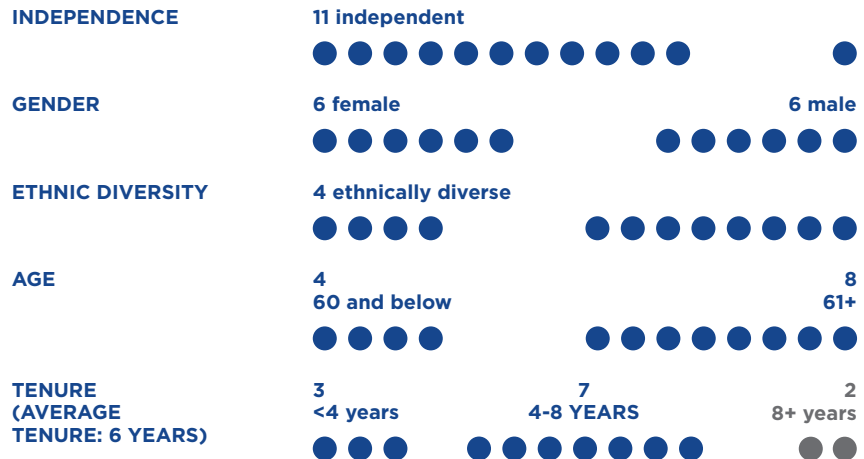 INDEPENDENCE
11 independent
GENDER
6 female
6 male
ETHNIC DIVERSITY
4 ethnically diverse
AGE
4
60 and below
8
61+
TENURE
(AVERAGE
TENURE: 6 YEARS)
3
<4 years
7
4-8 YEARS
2
8+ years